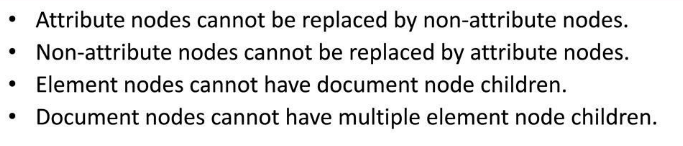 • Attribute nodes cannot be replaced by non-attribute nodes.
• Non-attribute nodes cannot be replaced by attribute nodes.
• Element nodes cannot have document node children.
• Document nodes cannot have multiple element node children.